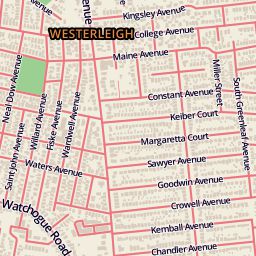 Kingsley Avenue
WESTERLEIGH
College Avenue
Maine Avenue
Neal Dow Avenue
Willard Avenue
Fiske Avenue
Wardwell Avenue
Constant Avenue
Miller Street
South Greenleaf Avenue
Keiber Court
Margaretta Court
Saint John Avenue
Waters Avenue
Sawyer Avenue
Goodwin Avenue
Watchogue Road
Crowell Avenue
Kemball Avenue
Chandler Avenue